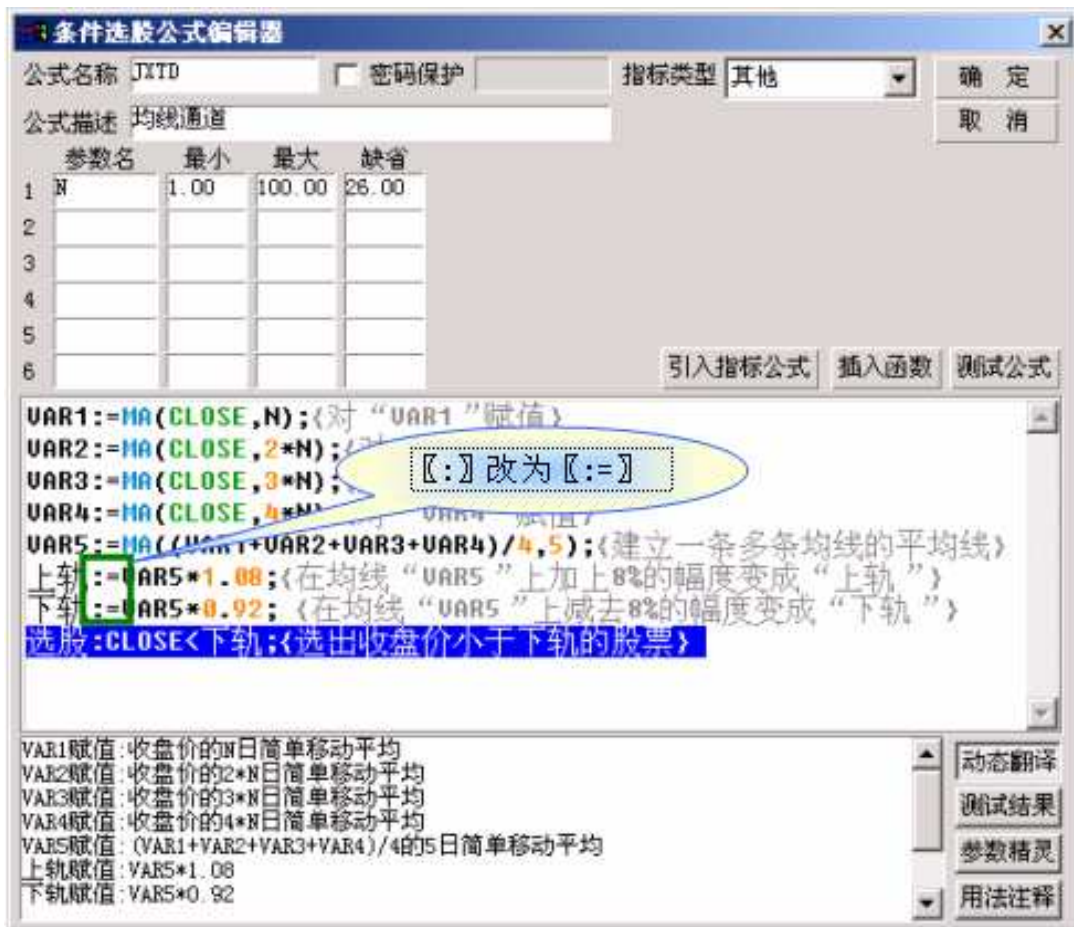 条件选股公式编辑器
公式名称 JXTD 密码保护 指标类型 其他 确 定
公式描述 均线通道 取 消
参数名 最小 最大 缺省
1 N 1.00 100.00 26.00
2
3
4
5
6
引入指标公式 插入函数 测试公式
VAR1:=MA(CLOSE,N);{对“VAR1”赋值}
VAR2:=MA(CLOSE,2*N);{对
〖:〗改为〖:=〗
VAR3:=MA(CLOSE,3*N);
VAR4:=MA(CLOSE,4*N) VAR4 赋值}
VAR5:=MA((VAR1+VAR2+VAR3+VAR4)/4,5);{建立一条多条均线的平均线}
上轨:=VAR5*1.08;{在均线“VAR5”上加上8%的幅度变成“上轨”}
下轨:=VAR5*0.92; {在均线“VAR5”上减去8%的幅度变成“下轨”}
选股:CLOSE<下轨;{选出收盘价小于下轨的股票}
VAR1赋值:收盘价的N日简单移动平均
VAR2赋值:收盘价的2*N日简单移动平均
VAR3赋值:收盘价的3*N日简单移动平均
VAR4赋值:收盘价的4*N日简单移动平均
VAR5赋值:(VAR1+VAR2+VAR3+VAR4)/4的5日简单移动平均
上轨赋值:VAR5*1.08
下轨赋值:VAR5*0.92
动态翻译
测试结果
参数精灵
用法注释